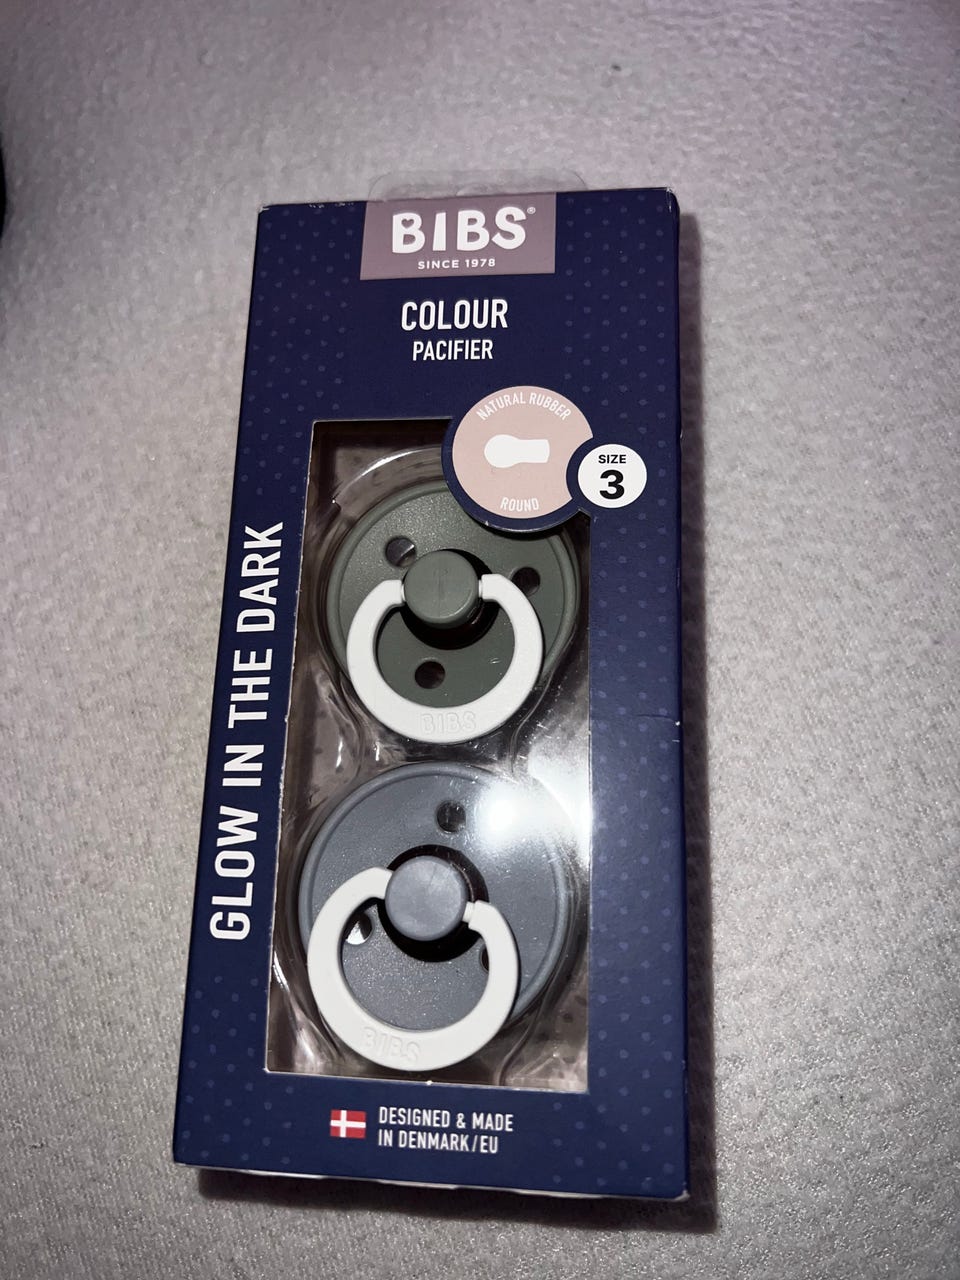 BIBS®
SINCE 1978
COLOUR
PACIFIER
NATURAL RUBBER
ROUND
SIZE
3
GLOW IN THE DARK
BIBS
BIBS
DESIGNED & MADE
IN DENMARK/EU